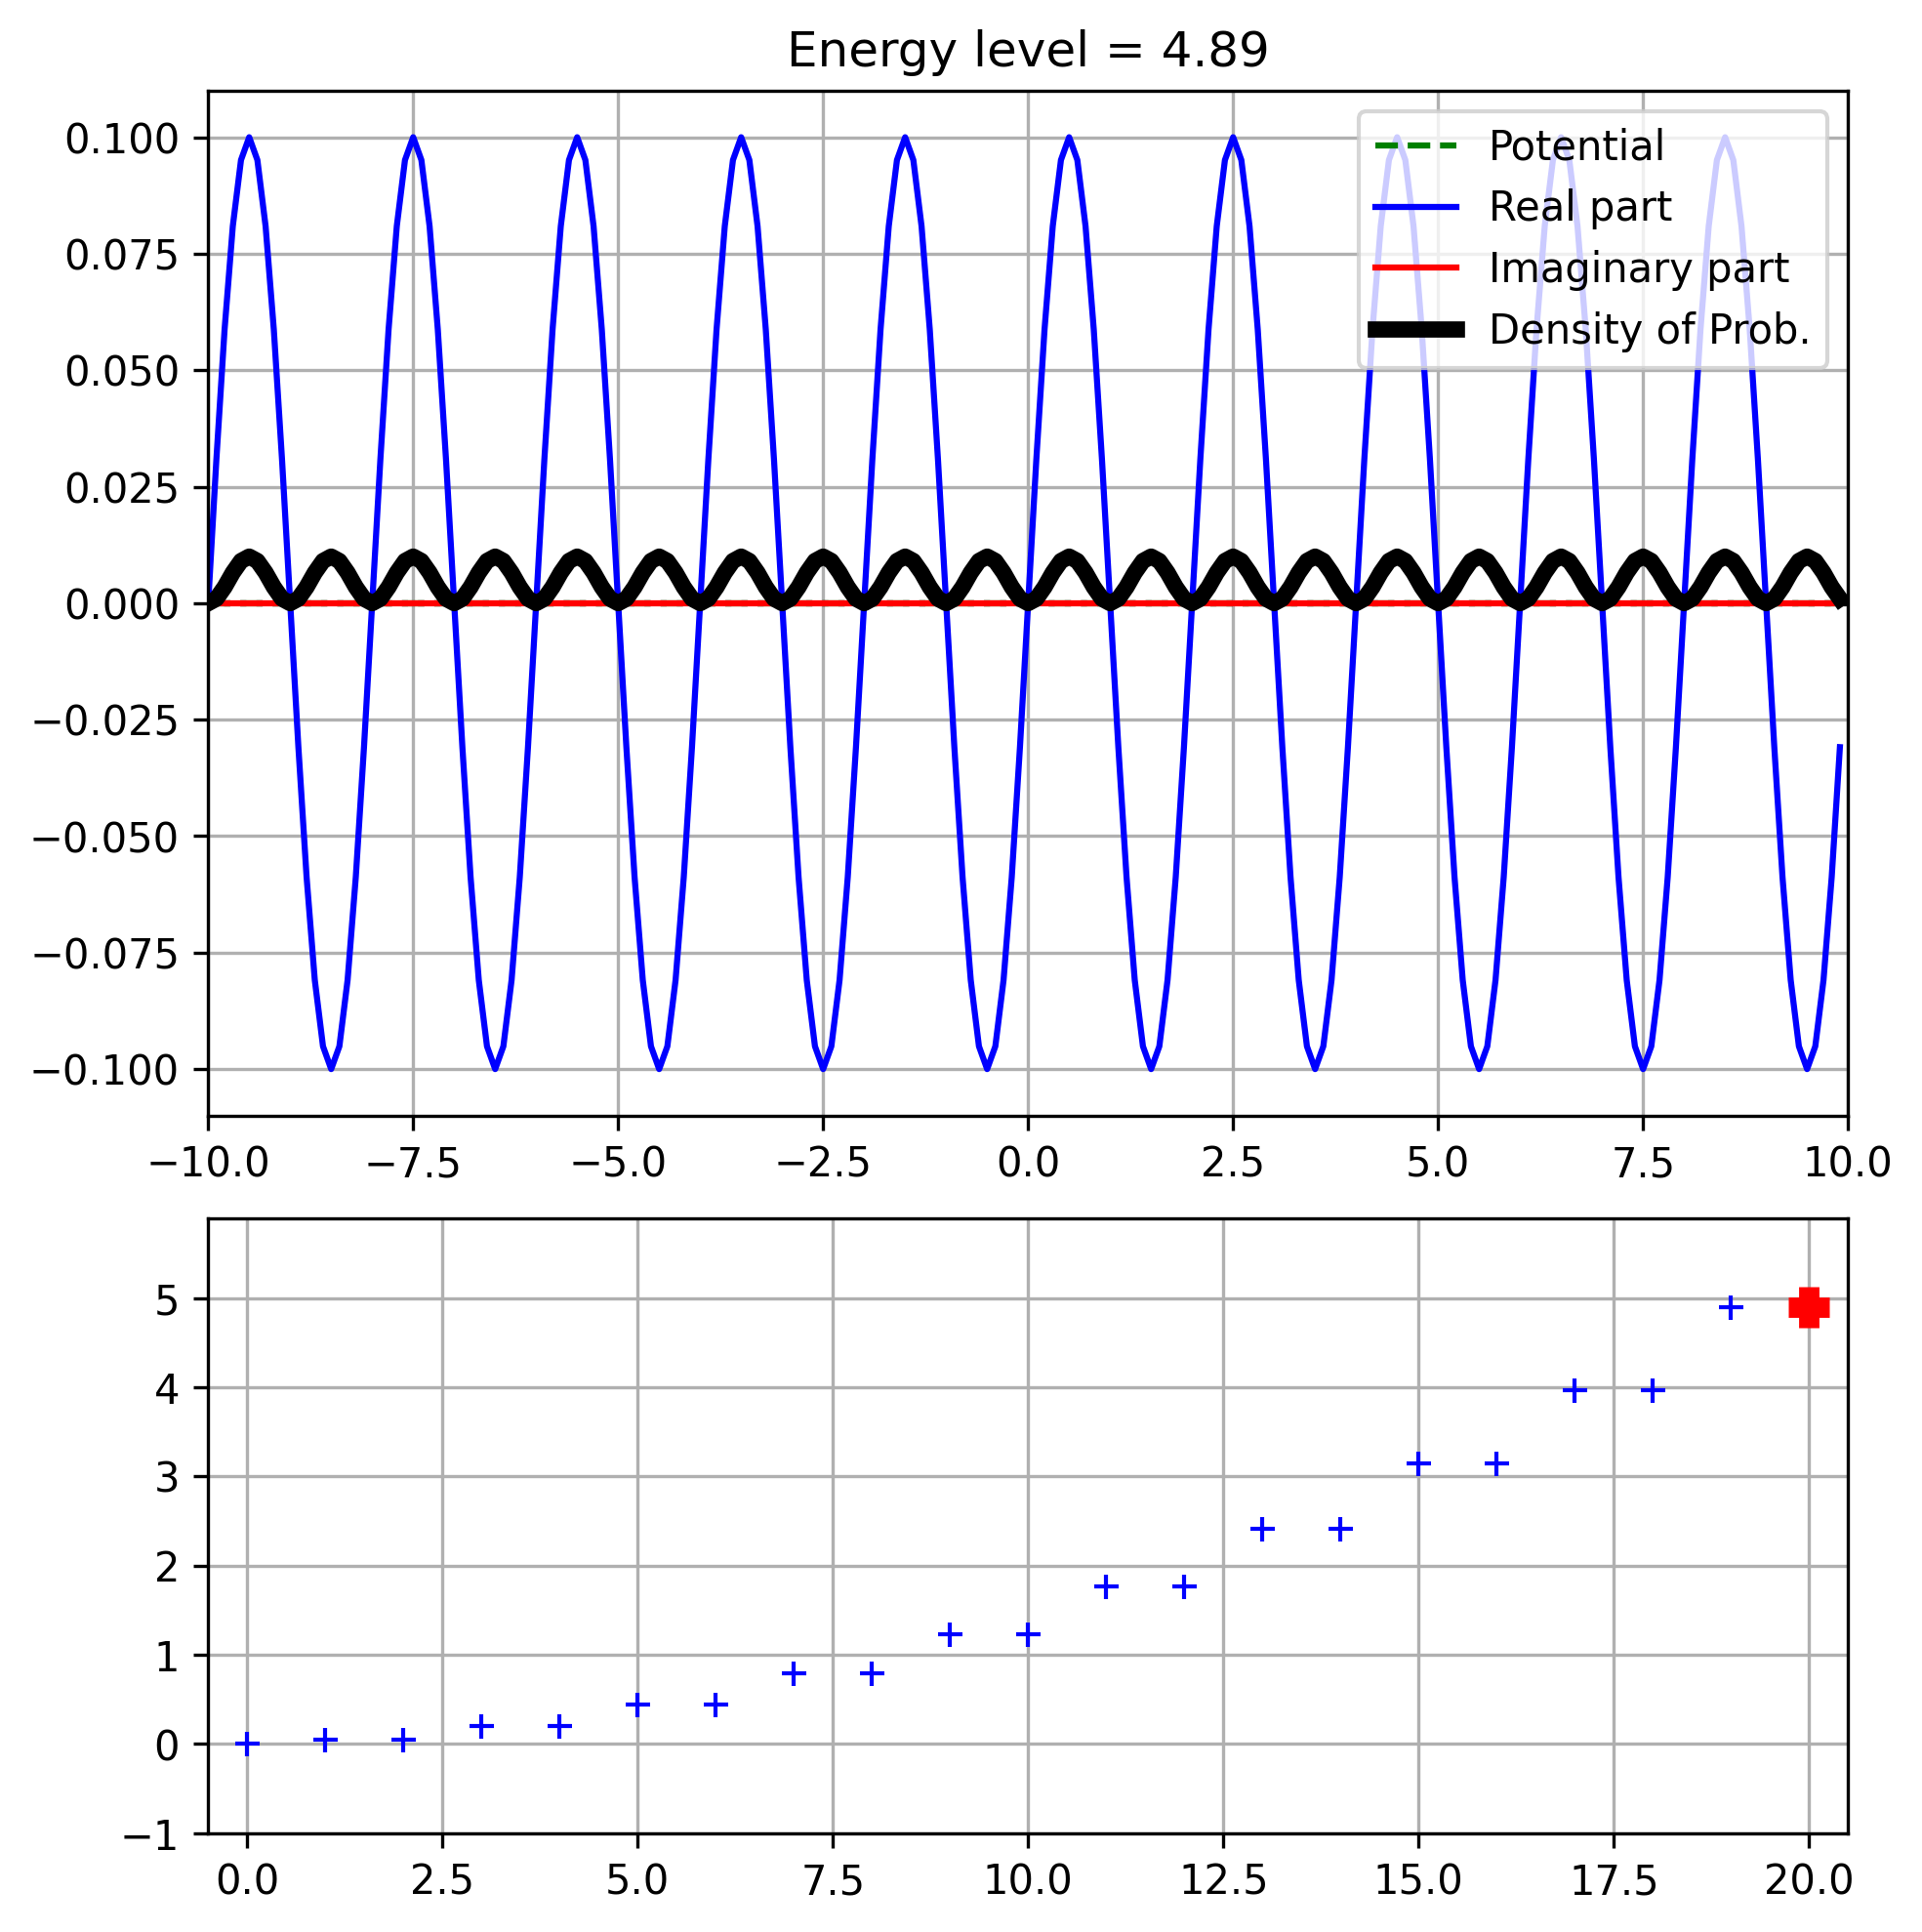 Energy level = 4.89
0.100
0.075
0.050
0.025
0.000
−0.025
−0.050
−0.075
−0.100
Potential
Real part
Imaginary part
Density of Prob.
−10.0 −7.5 −5.0 −2.5 0.0 2.5 5.0 7.5 10.0
5
4
3
2
1
0
−1
0.0 2.5 5.0 7.5 10.0 12.5 15.0 17.5 20.0